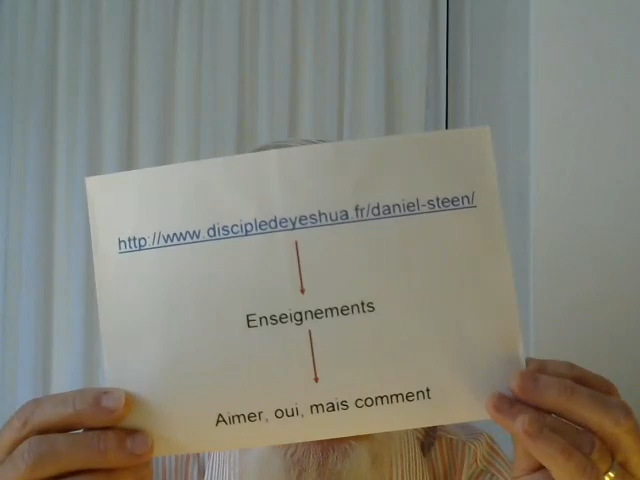 http://www.discipledeyeshua.fr/daniel-steen/
Enseignements
Aimer, oui, mais comment